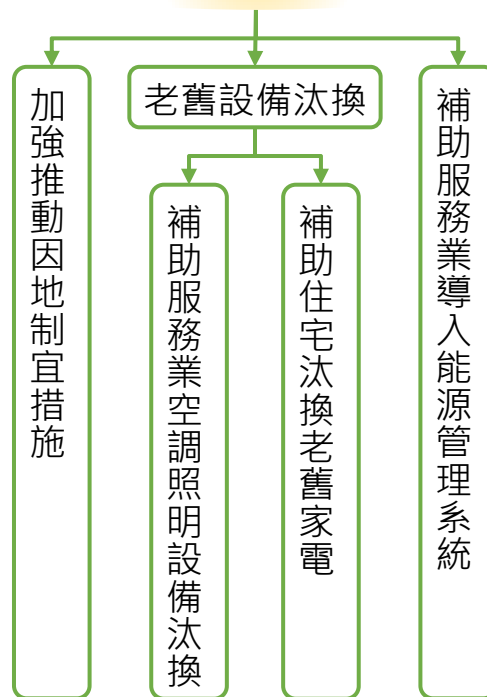 加強推動因地制宜措施
老舊設備汰換
補助服務業空調照明設備汰換
補助住宅汰換老舊家電
補助服務業導入能源管理系統